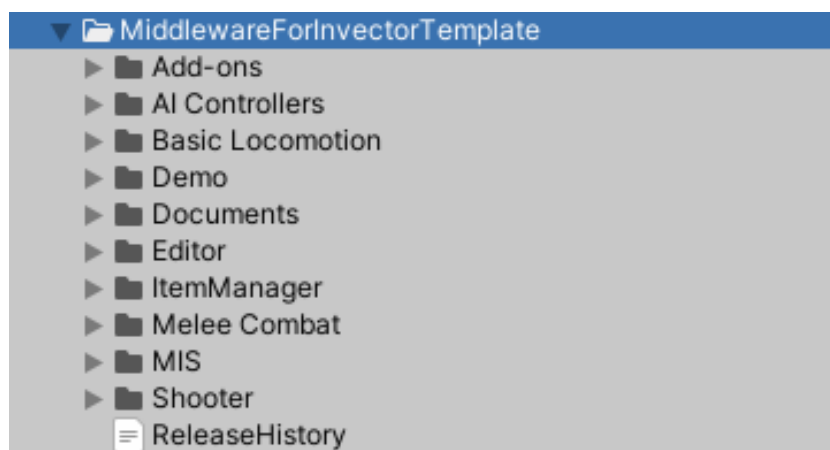 MiddlewareForInvectorTemplate
Add-ons
AI Controllers
Basic Locomotion
Demo
Documents
Editor
ItemManager
Melee Combat
MIS
Shooter
ReleaseHistory